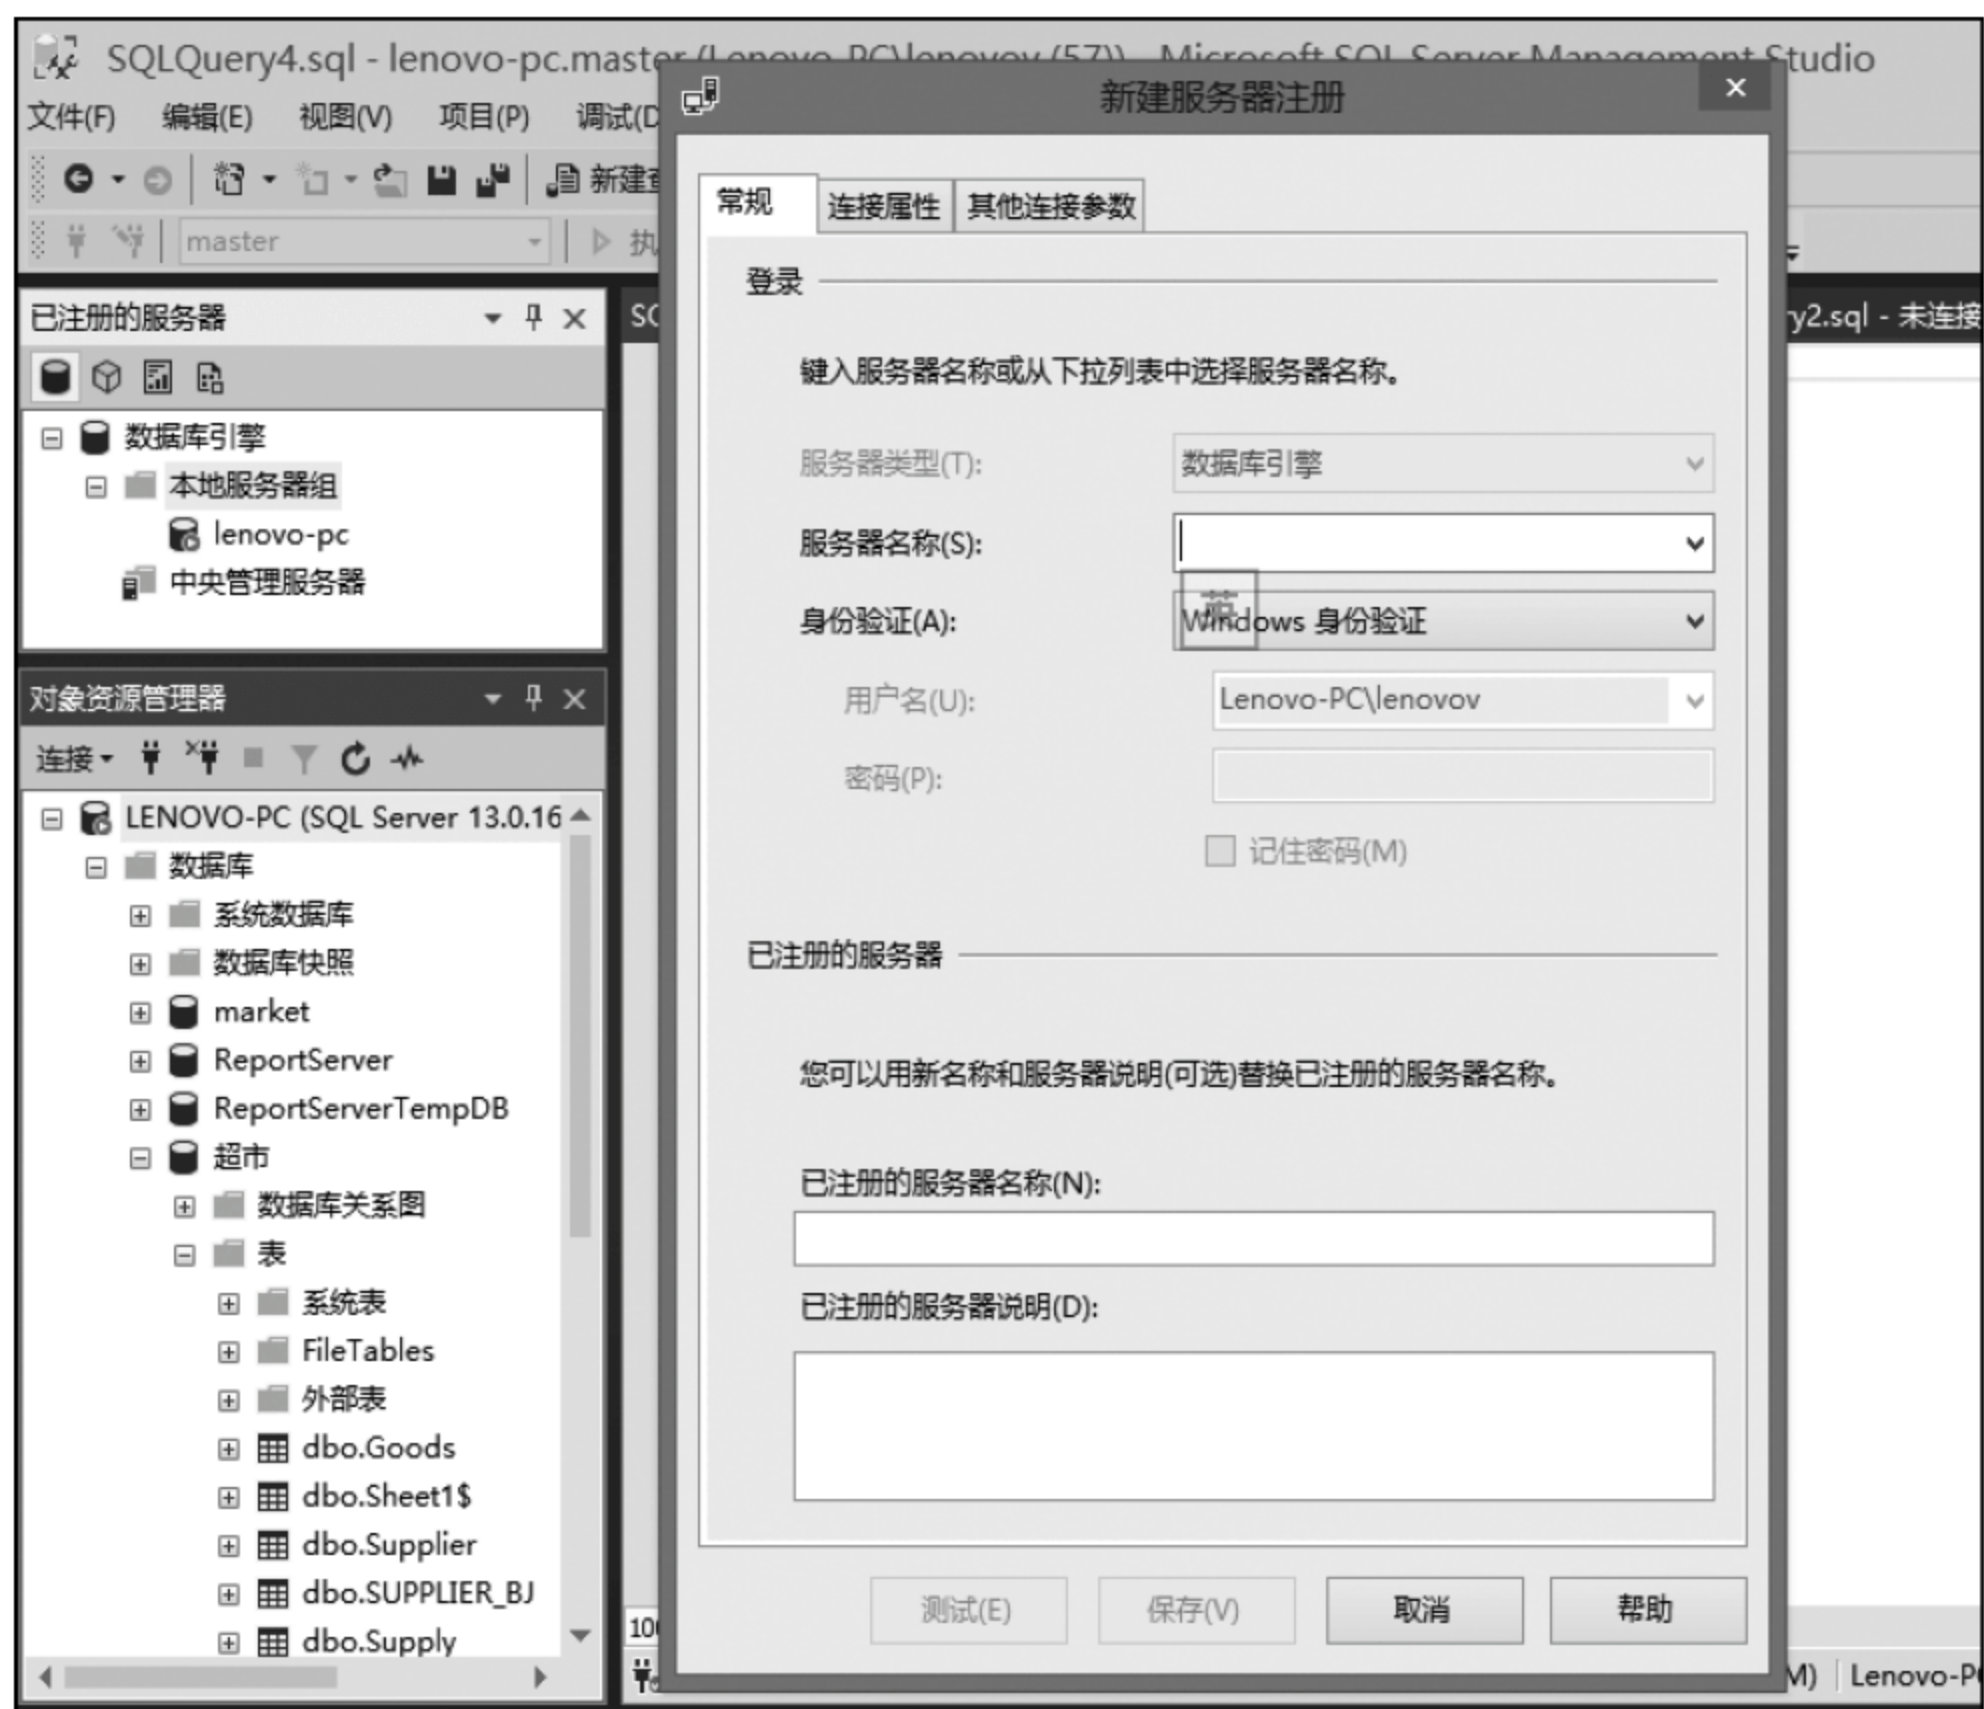 SQLQuery4.sql - lenovo-pc.master (Lenovo-PC\lenovov (57)) - Microsoft SQL Server Management Studio
文件(F) 编辑(E) 视图(V) 项目(P) 调试(D
新建查
master 执
已注册的服务器
数据库引擎
本地服务器组
lenovo-pc
中央管理服务器
对象资源管理器
连接
LENOVO-PC (SQL Server 13.0.16
数据库
系统数据库
数据库快照
market
ReportServer
ReportServerTempDB
超市
数据库关系图
表
系统表
FileTables
外部表
dbo.Goods
dbo.Sheet1$
dbo.Supplier
dbo.SUPPLIER_BJ
dbo.Supply
SQ
y2.sql - 未连接
新建服务器注册
常规 连接属性 其他连接参数
登录
键入服务器名称或从下拉列表中选择服务器名称。
服务器类型(T): 数据库引擎
服务器名称(S):
英
身份验证(A): Windows 身份验证
用户名(U): Lenovo-PC\lenovov
密码(P):
记住密码(M)
已注册的服务器
您可以用新名称和服务器说明(可选)替换已注册的服务器名称。
已注册的服务器名称(N):
已注册的服务器说明(D):
测试(E) 保存(V) 取消 帮助
100
M) Lenovo-P